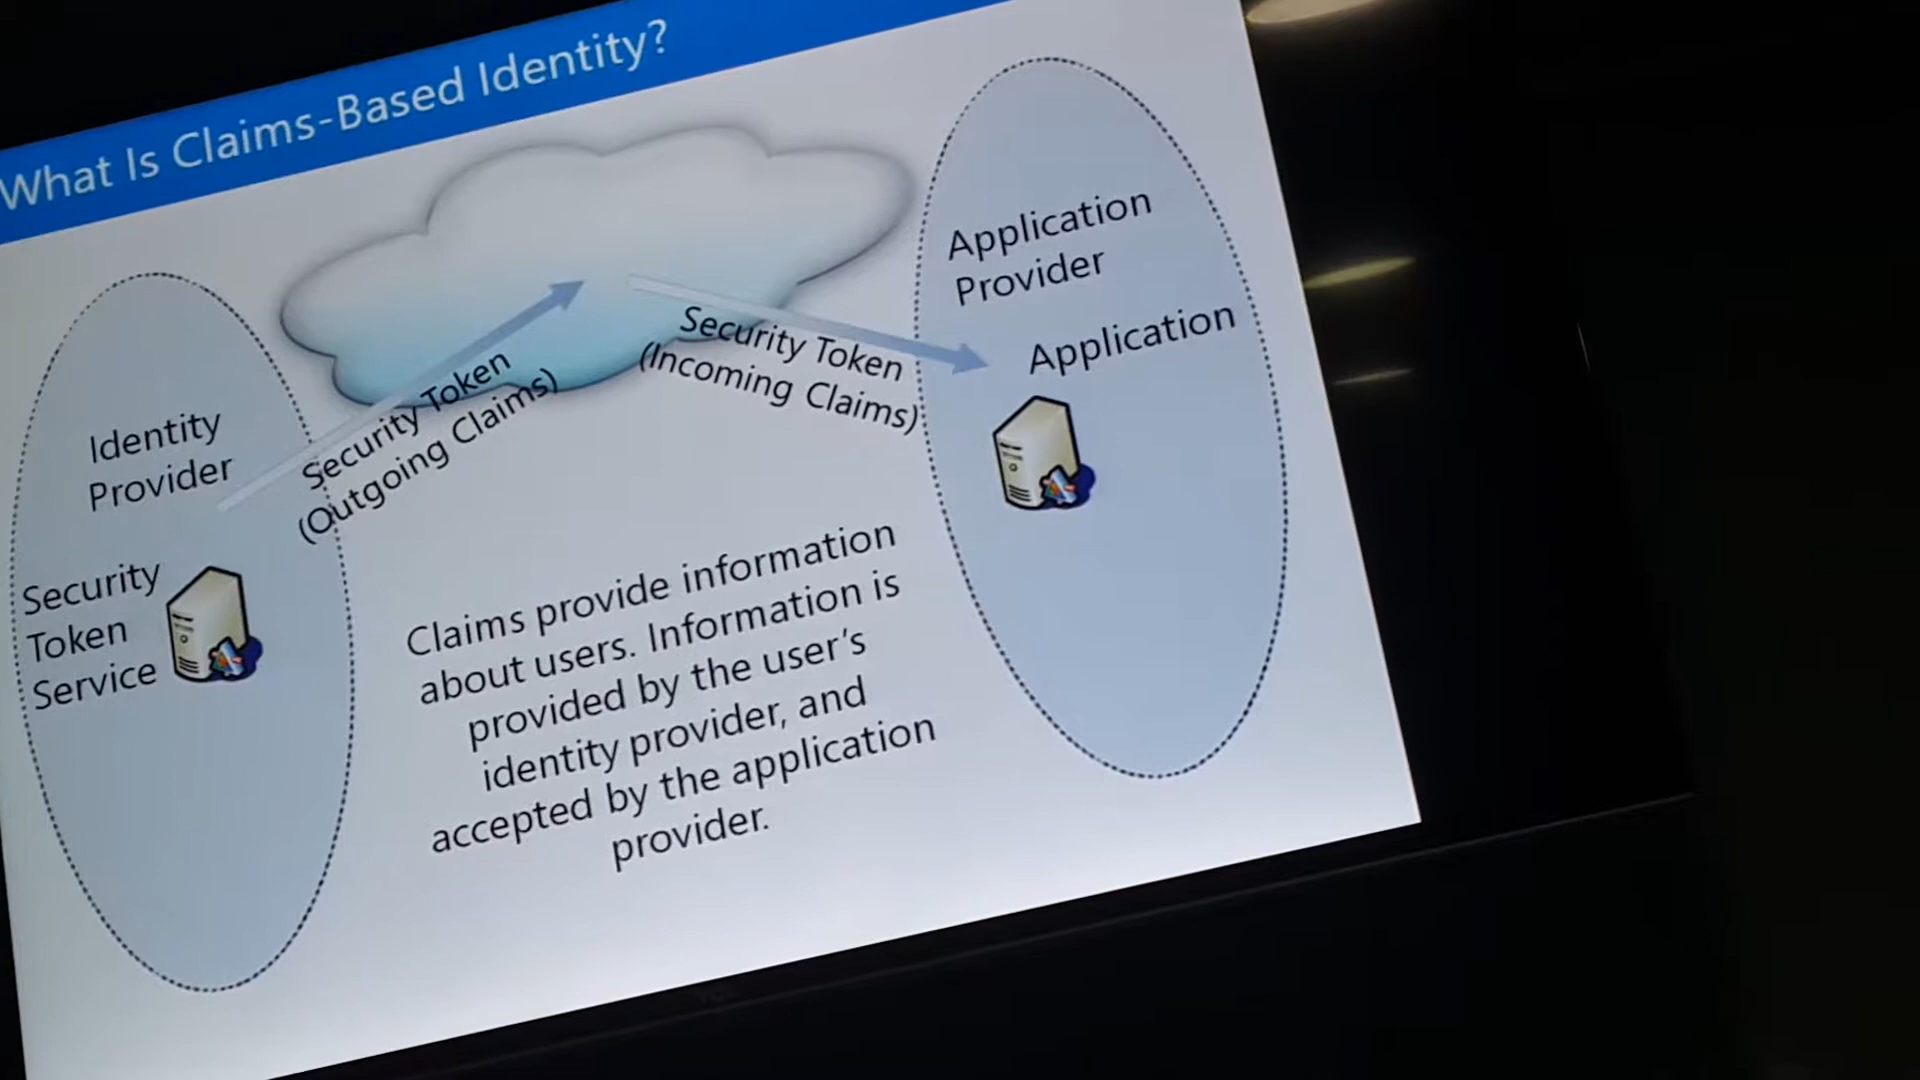 What Is Claims-Based Identity?
Identity
Provider
Security
Token
Service
Security Token
(Outgoing Claims)
Security Token
(Incoming Claims)
Application
Provider
Application
Claims provide information
about users. Information is
provided by the user's
identity provider, and
accepted by the application
provider.